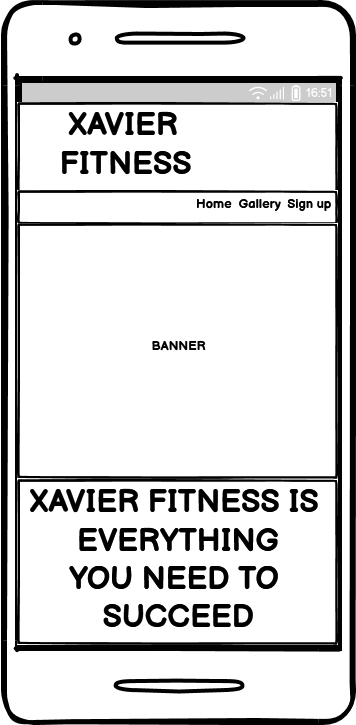 16:51
XAVIER
FITNESS
Home Gallery Sign up
BANNER
XAVIER FITNESS IS
EVERYTHING
YOU NEED TO
SUCCEED